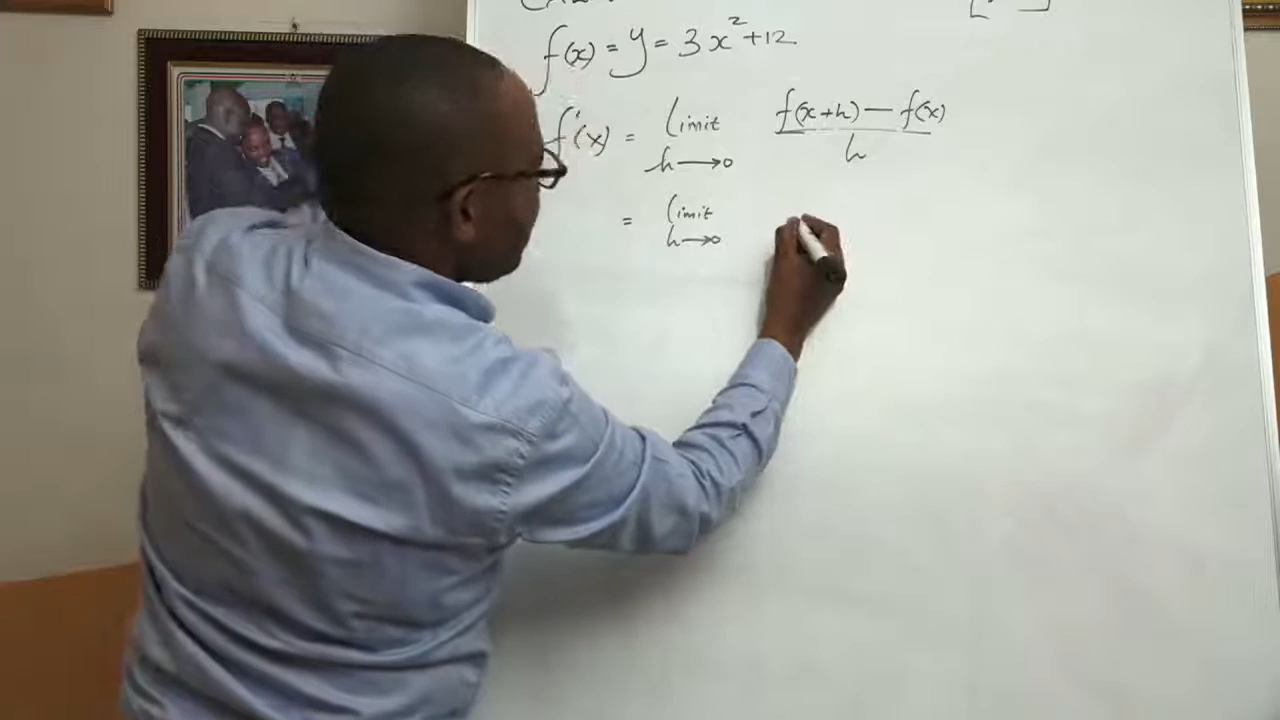 f(x) = y = 3x²+12
f'(x) = Limit f(x+h) — f(x)
h→0 h
= Limit
h→0